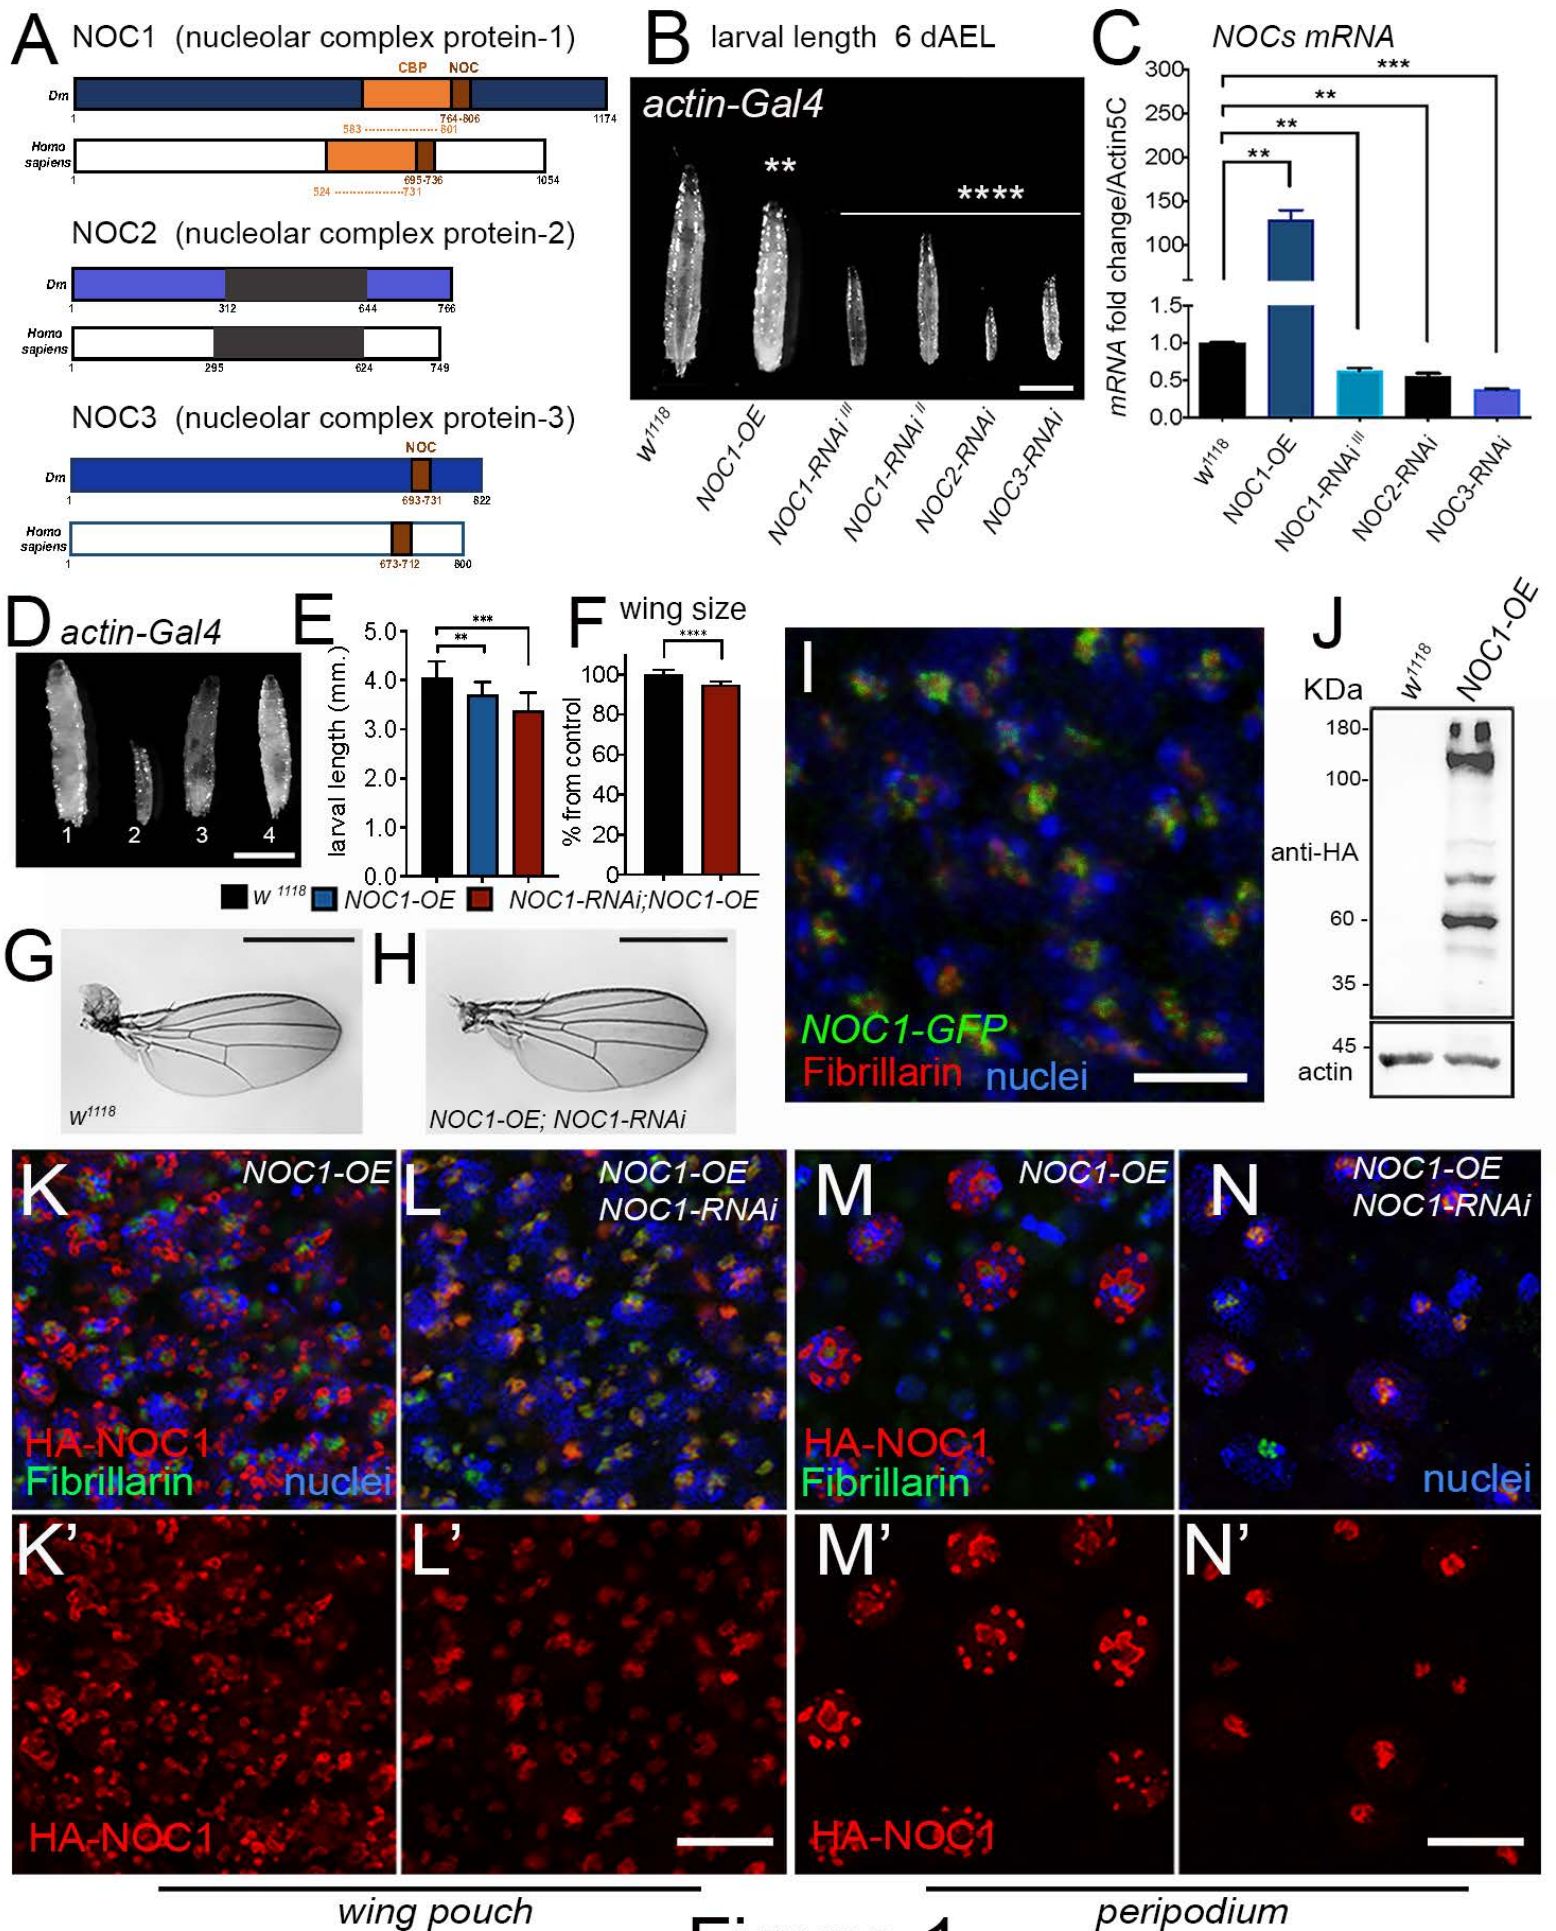 A
NOC1 (nucleolar complex protein-1)
CBP NOC
Dm
1 764-806 1174
583 801
Homo
sapiens
1 695-736 1054
524 731
NOC2 (nucleolar complex protein-2)
Dm
1 312 644 766
Homo
sapiens
1 295 624 749
NOC3 (nucleolar complex protein-3)
NOC
Dm
1 693-731 822
Homo
sapiens
1 673-712 800
B larval length 6 dAEL
actin-Gal4
**
****
w1118
NOC1-OE
NOC1-RNAi III
NOC1-RNAi II
NOC2-RNAi
NOC3-RNAi
C NOCs mRNA
mRNA fold change/Actin5C
300
250
200
150
100
1.5
1.0
0.5
0.0
***
**
**
**
w1118
NOC1-OE
NOC1-RNAi III
NOC2-RNAi
NOC3-RNAi
D actin-Gal4
1 2 3 4
E
larval length (mm.)
5.0
4.0
3.0
2.0
1.0
0.0
***
**
F wing size
% from control
100
80
60
40
20
0
****
w 1118 NOC1-OE NOC1-RNAi;NOC1-OE
G
w1118
H
NOC1-OE; NOC1-RNAi
I
NOC1-GFP
Fibrillarin nuclei
J
w1118
NOC1-OE
KDa
180-
100-
anti-HA
60 -
35 -
45 -
actin
K NOC1-OE
HA-NOC1
Fibrillarin nuclei
L NOC1-OE
NOC1-RNAi
M NOC1-OE
HA-NOC1
Fibrillarin
N NOC1-OE
NOC1-RNAi
nuclei
K’
HA-NOC1
L’
M’
HA-NOC1
N’
wing pouch
peripodium